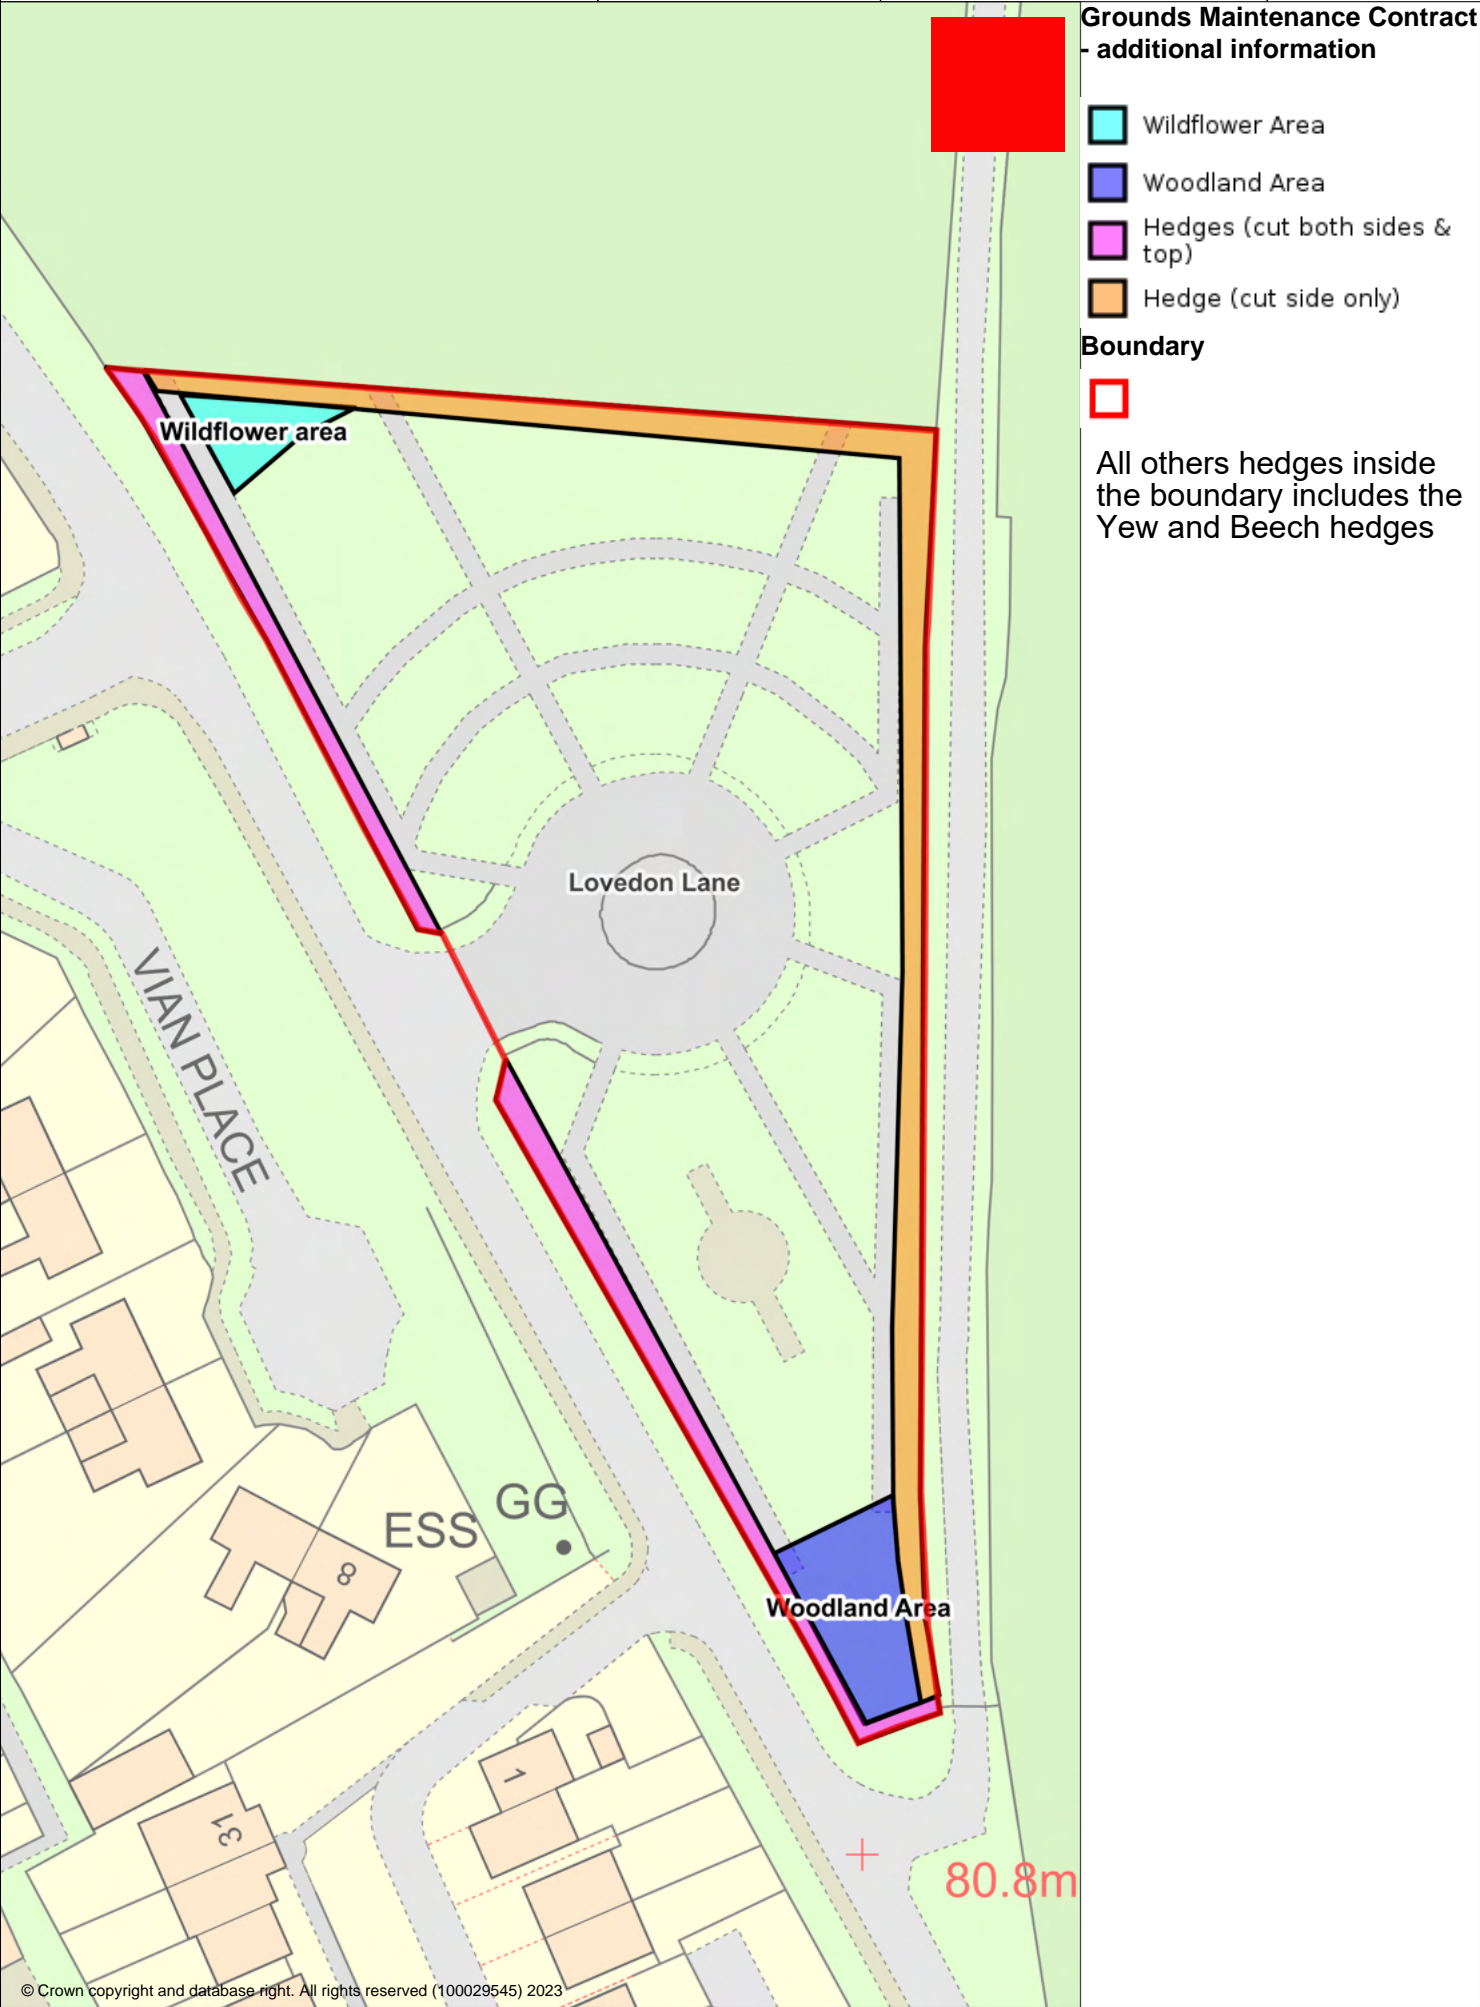 Grounds Maintenance Contract
- additional information
Wildflower Area
Woodland Area
Hedges (cut both sides &
top)
Hedge (cut side only)
Boundary
All others hedges inside
the boundary includes the
Yew and Beech hedges
Wildflower area
Lovedon Lane
VIAN PLACE
GG
ESS
8
Woodland Area
1
31
80.8m
© Crown copyright and database right. All rights reserved (100029545) 2023